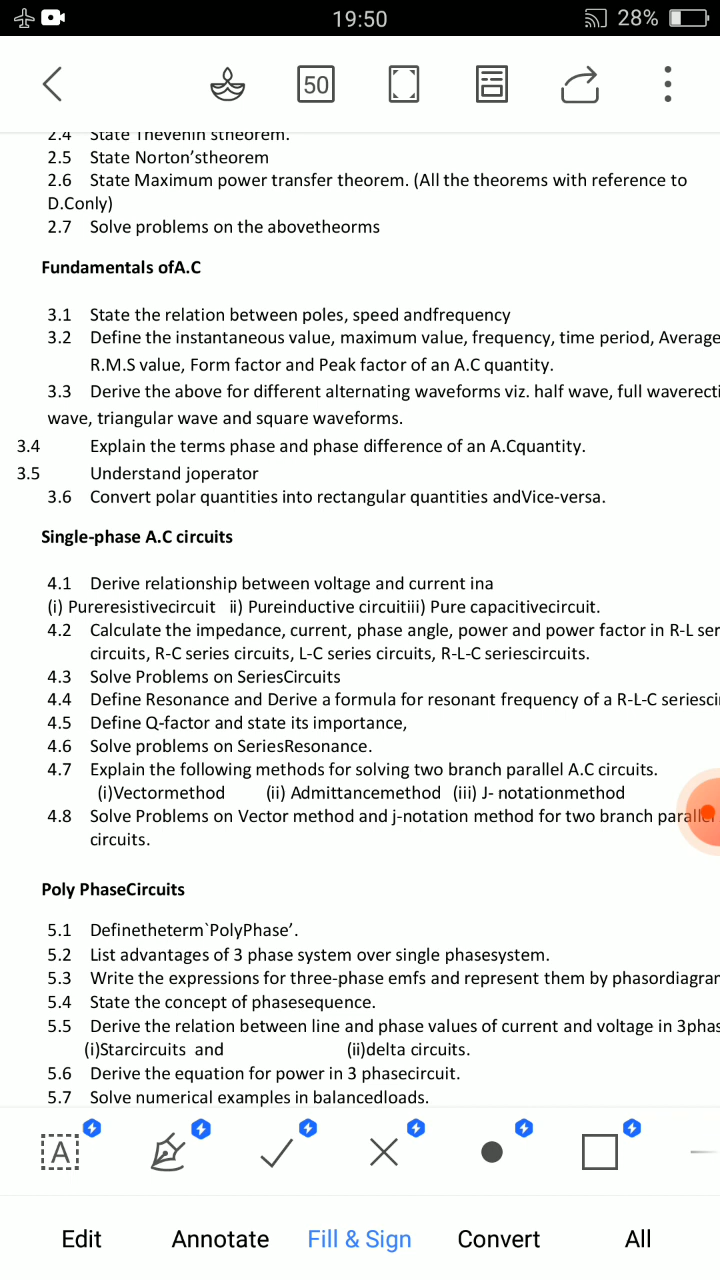 19:50
28%
50
2.4 State Thevenin'stheorem.
2.5 State Norton'stheorem
2.6 State Maximum power transfer theorem. (All the theorems with reference to
D.Conly)
2.7 Solve problems on the abovetheorms
Fundamentals ofA.C
3.1 State the relation between poles, speed andfrequency
3.2 Define the instantaneous value, maximum value, frequency, time period, Average
R.M.S value, Form factor and Peak factor of an A.C quantity.
3.3 Derive the above for different alternating waveforms viz. half wave, full waverecti
wave, triangular wave and square waveforms.
3.4 Explain the terms phase and phase difference of an A.Cquantity.
3.5 Understand joperator
3.6 Convert polar quantities into rectangular quantities andVice-versa.
Single-phase A.C circuits
4.1 Derive relationship between voltage and current ina
(i) Pureresistivecircuit ii) Pureinductive circuitiii) Pure capacitivecircuit.
4.2 Calculate the impedance, current, phase angle, power and power factor in R-L ser
circuits, R-C series circuits, L-C series circuits, R-L-C seriescircuits.
4.3 Solve Problems on SeriesCircuits
4.4 Define Resonance and Derive a formula for resonant frequency of a R-L-C seriesci
4.5 Define Q-factor and state its importance,
4.6 Solve problems on SeriesResonance.
4.7 Explain the following methods for solving two branch parallel A.C circuits.
(i)Vectormethod (ii) Admittancemethod (iii) J- notationmethod
4.8 Solve Problems on Vector method and j-notation method for two branch parallel
circuits.
Poly PhaseCircuits
5.1 Definetheterm`PolyPhase’.
5.2 List advantages of 3 phase system over single phasesystem.
5.3 Write the expressions for three-phase emfs and represent them by phasordiagram
5.4 State the concept of phasesequence.
5.5 Derive the relation between line and phase values of current and voltage in 3phas
(i)Starcircuits and (ii)delta circuits.
5.6 Derive the equation for power in 3 phasecircuit.
5.7 Solve numerical examples in balancedloads.
A
Edit Annotate Fill & Sign Convert All